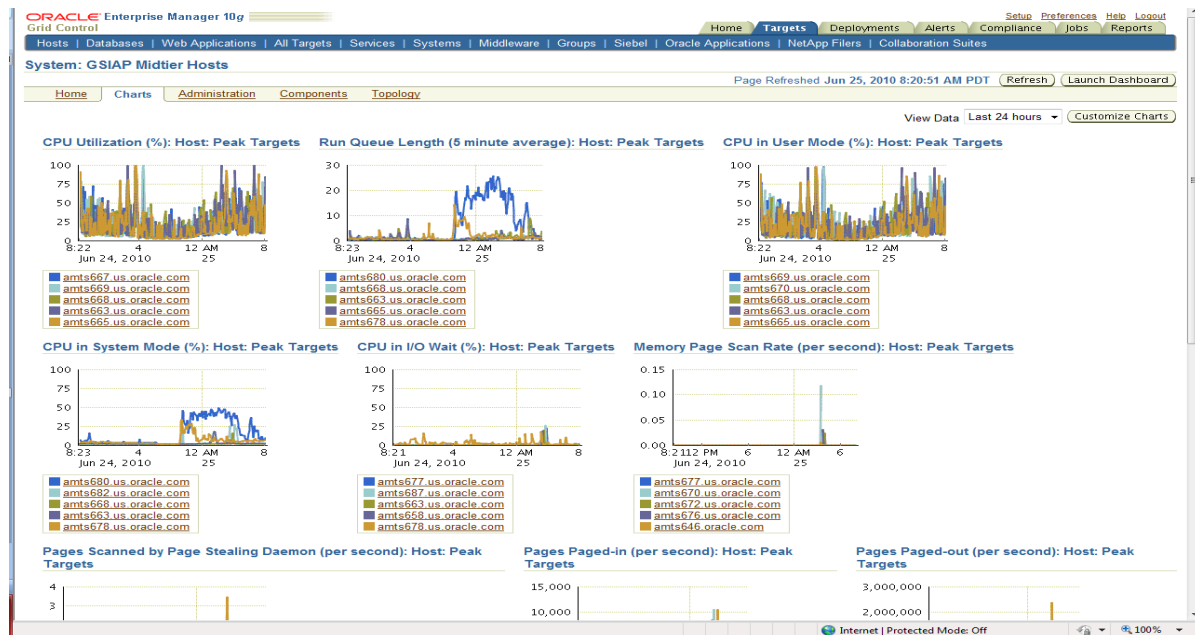 ORACLE Enterprise Manager 10g
Grid Control
Setup Preferences Help Logout
Home Targets Deployments Alerts Compliance Jobs Reports
Hosts | Databases | Web Applications | All Targets | Services | Systems | Middleware | Groups | Siebel | Oracle Applications | NetApp Filers | Collaboration Suites
System: GSIAP Midtier Hosts
Page Refreshed Jun 25, 2010 8:20:51 AM PDT Refresh Launch Dashboard
Home Charts Administration Components Topology
View Data Last 24 hours Customize Charts
CPU Utilization (%): Host: Peak Targets
100
75
50
25
0
8:22 4 12 AM 8
Jun 24, 2010 25
amts667.us.oracle.com
amts669.us.oracle.com
amts668.us.oracle.com
amts663.us.oracle.com
amts665.us.oracle.com
Run Queue Length (5 minute average): Host: Peak Targets
30
20
10
0
8:23 4 12 AM 8
Jun 24, 2010 25
amts680.us.oracle.com
amts668.us.oracle.com
amts663.us.oracle.com
amts665.us.oracle.com
amts678.us.oracle.com
CPU in User Mode (%): Host: Peak Targets
100
75
50
25
0
8:22 4 12 AM 8
Jun 24, 2010 25
amts669.us.oracle.com
amts670.us.oracle.com
amts668.us.oracle.com
amts663.us.oracle.com
amts665.us.oracle.com
CPU in System Mode (%): Host: Peak Targets
100
75
50
25
0
8:23 4 12 AM 8
Jun 24, 2010 25
amts680.us.oracle.com
amts682.us.oracle.com
amts668.us.oracle.com
amts663.us.oracle.com
amts678.us.oracle.com
CPU in I/O Wait (%): Host: Peak Targets
100
75
50
25
0
8:21 4 12 AM 8
Jun 24, 2010 25
amts677.us.oracle.com
amts687.us.oracle.com
amts663.us.oracle.com
amts658.us.oracle.com
amts678.us.oracle.com
Memory Page Scan Rate (per second): Host: Peak Targets
0.15
0.10
0.05
0.00
8:2112 PM 6 12 AM 6
Jun 24, 2010 25
amts677.us.oracle.com
amts670.us.oracle.com
amts672.us.oracle.com
amts676.us.oracle.com
amts646.oracle.com
Pages Scanned by Page Stealing Daemon (per second): Host: Peak
Targets
4
3
Pages Paged-in (per second): Host: Peak
Targets
15,000
10,000
Pages Paged-out (per second): Host: Peak
Targets
3,000,000
2,000,000
Internet | Protected Mode: Off 100%